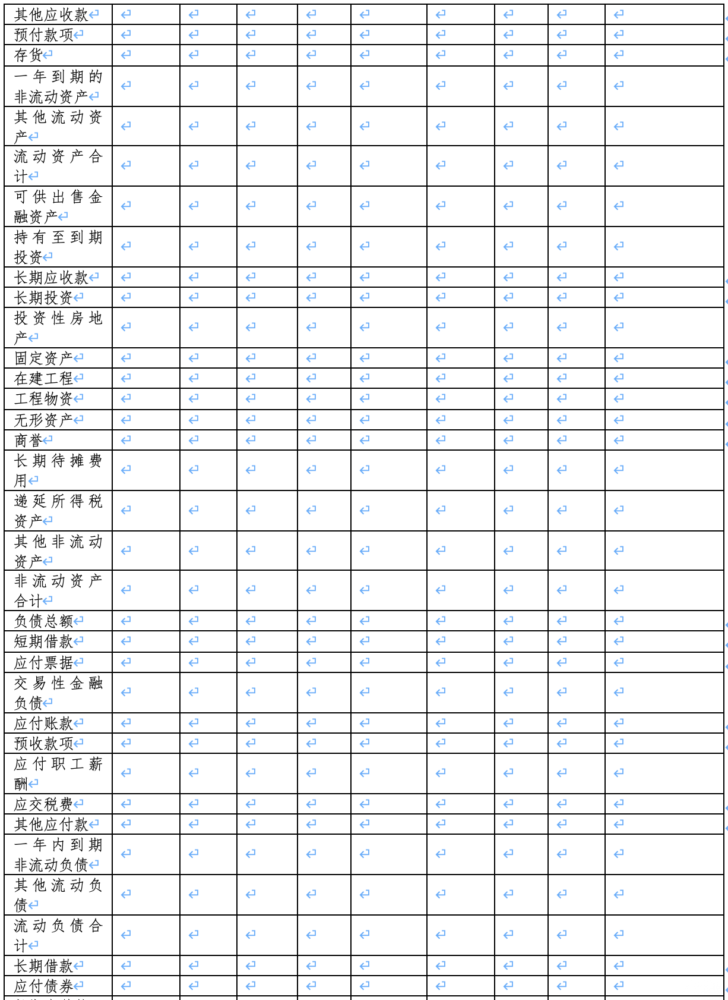 其他应收款
预付款项
存货
一年到期的
非流动资产
其他流动资
产
流动资产合
计
可供出售金
融资产
持有至到期
投资
长期应收款
长期投资
投资性房地
产
固定资产
在建工程
工程物资
无形资产
商誉
长期待摊费
用
递延所得税
资产
其他非流动
资产
非流动资产
合计
负债总额
短期借款
应付票据
交易性金融
负债
应付账款
预收款项
应付职工薪
酬
应交税费
其他应付款
一年内到期
非流动负债
其他流动负
债
流动负债合
计
长期借款
应付债券